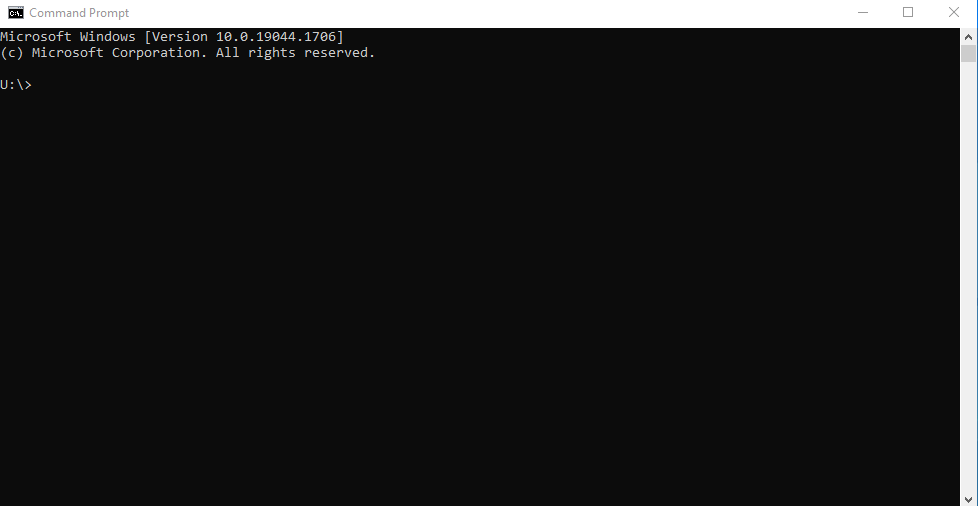 Command Prompt
Microsoft Windows [Version 10.0.19044.1706]
(c) Microsoft Corporation. All rights reserved.
U:\>